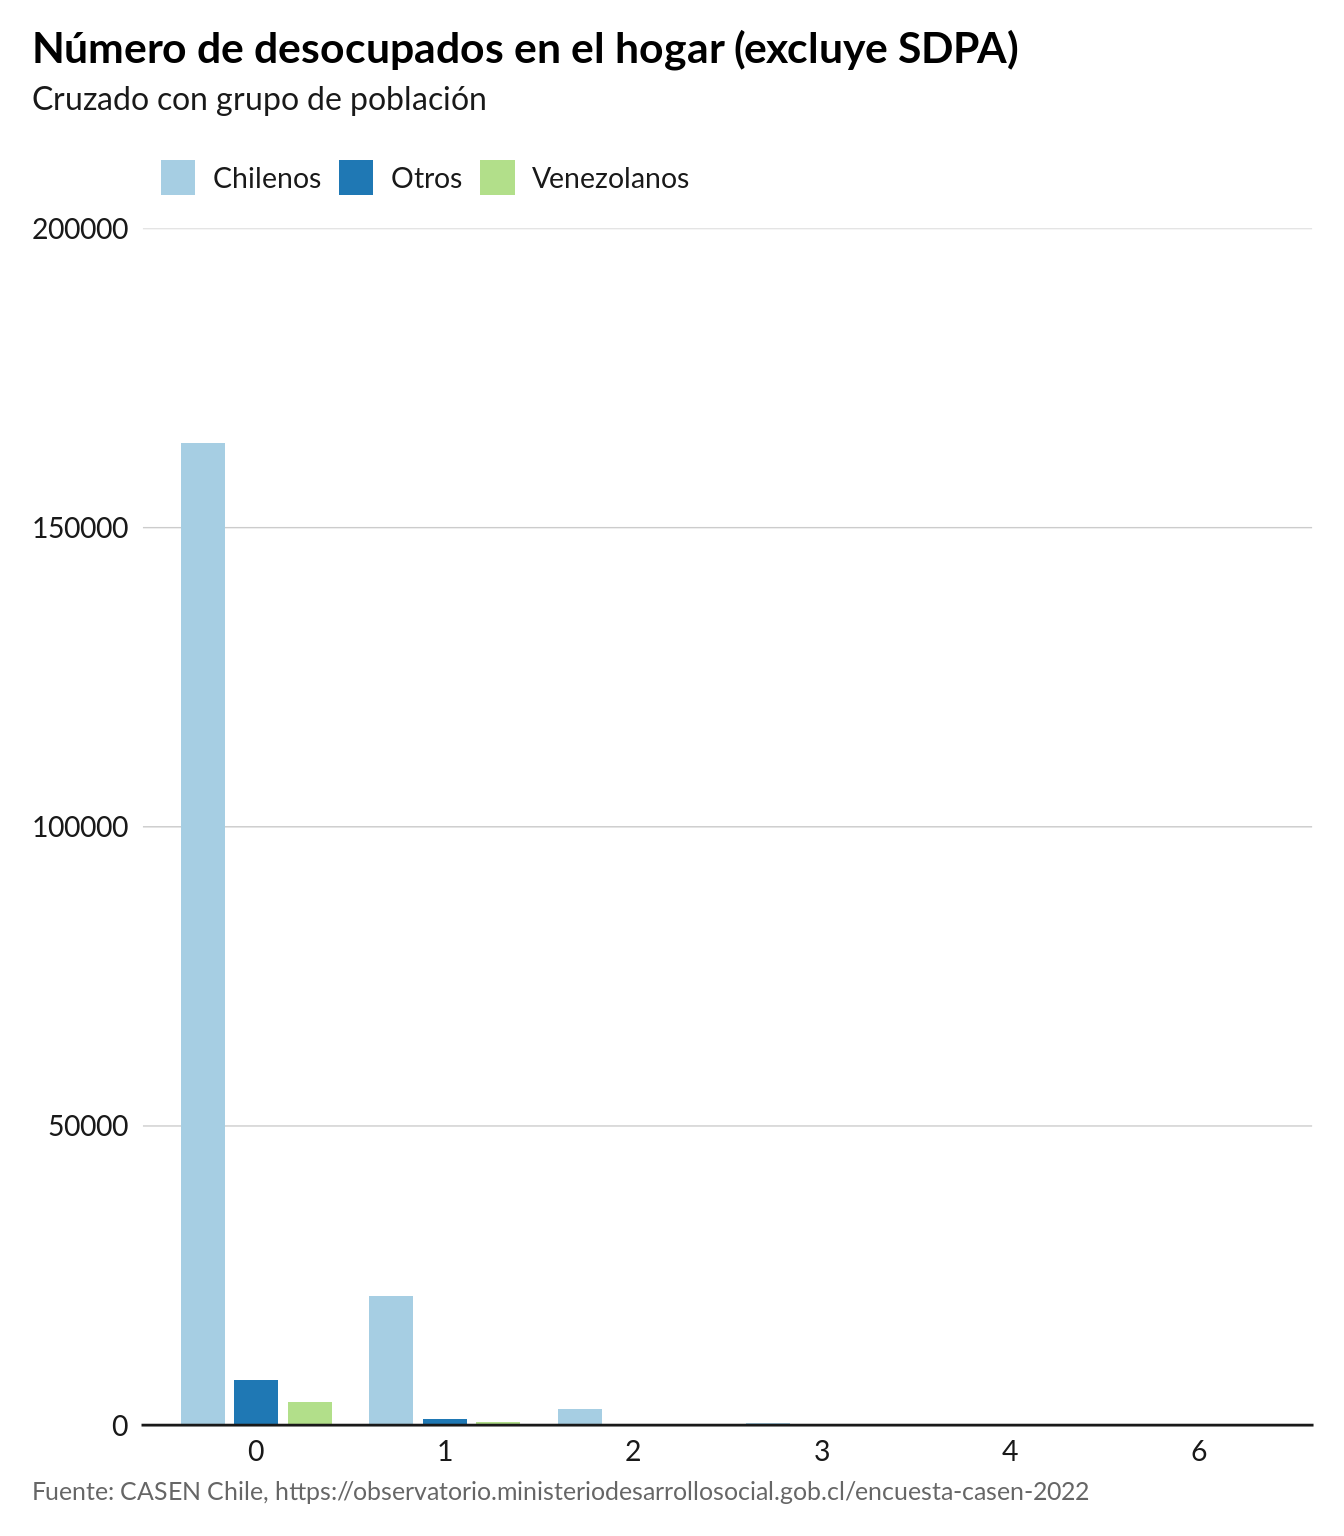 Número de desocupados en el hogar (excluye SDPA)
Cruzado con grupo de población
Chilenos Otros Venezolanos
200000
150000
100000
50000
0
0 1 2 3 4 6
Fuente: CASEN Chile, https://observatorio.ministeriodesarrollosocial.gob.cl/encuesta-casen-2022